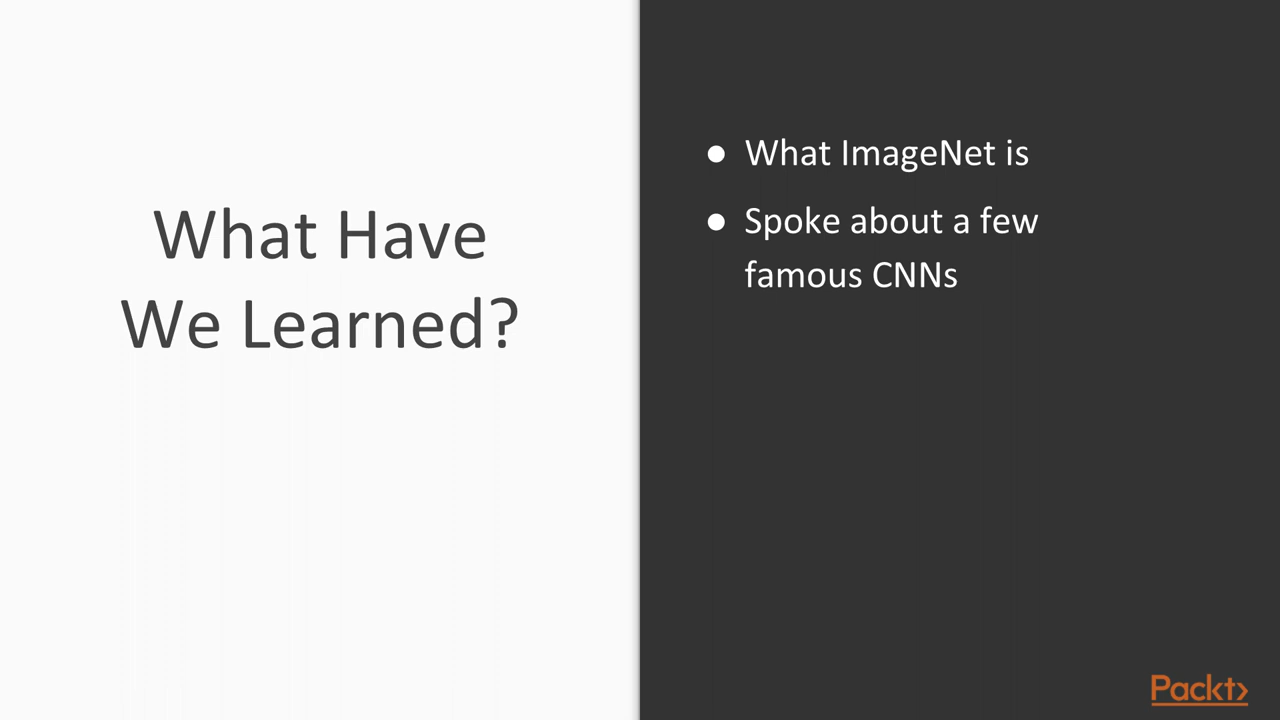 What Have
We Learned?
● What ImageNet is
● Spoke about a few
famous CNNs
Packt>